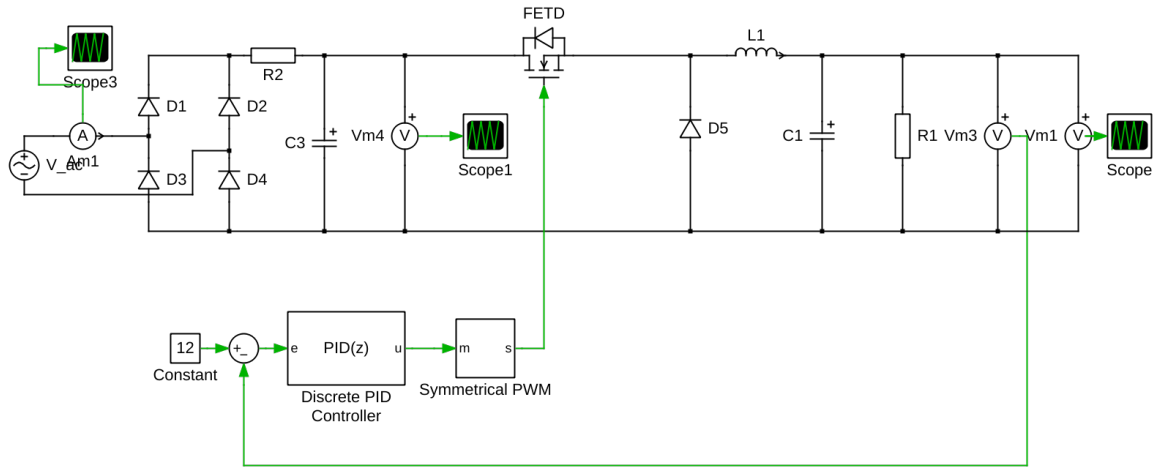 FETD
L1
Scope3
R2
D1
D2
A
Am1
V_ac
C3
+
Vm4
+
V
Scope1
D5
C1
+
R1
Vm3
+
V
Vm1
+
V
Scope
D3
D4
12
Constant
+
−
e
PID(z)
u
Discrete PID
Controller
m
s
Symmetrical PWM